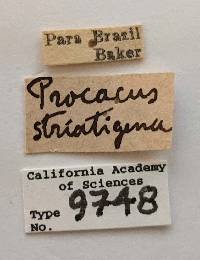 Para Brazil
Baker
Procacus
striatigena
California Academy
of Sciences
Type
No. 9748